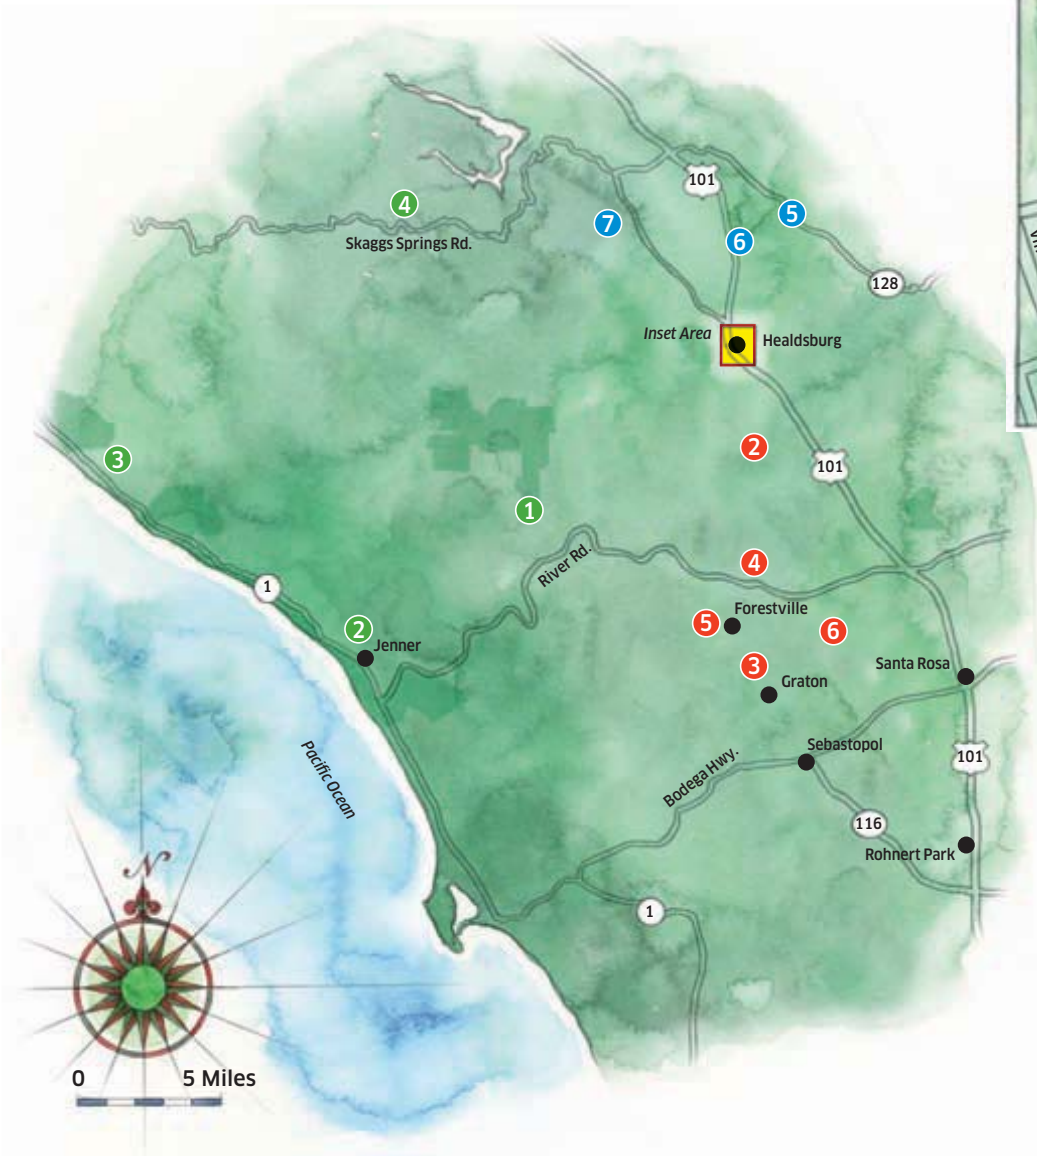 101
4
5
7
6
Skaggs Springs Rd.
128
Inset Area
Healdsburg
2
3
101
1
River Rd.
4
1
Forestville
2
5
6
Jenner
3
Santa Rosa
Graton
Pacific Ocean
Sebastopol
Bodega Hwy.
101
116
Rohnert Park
N
1
0 5 Miles